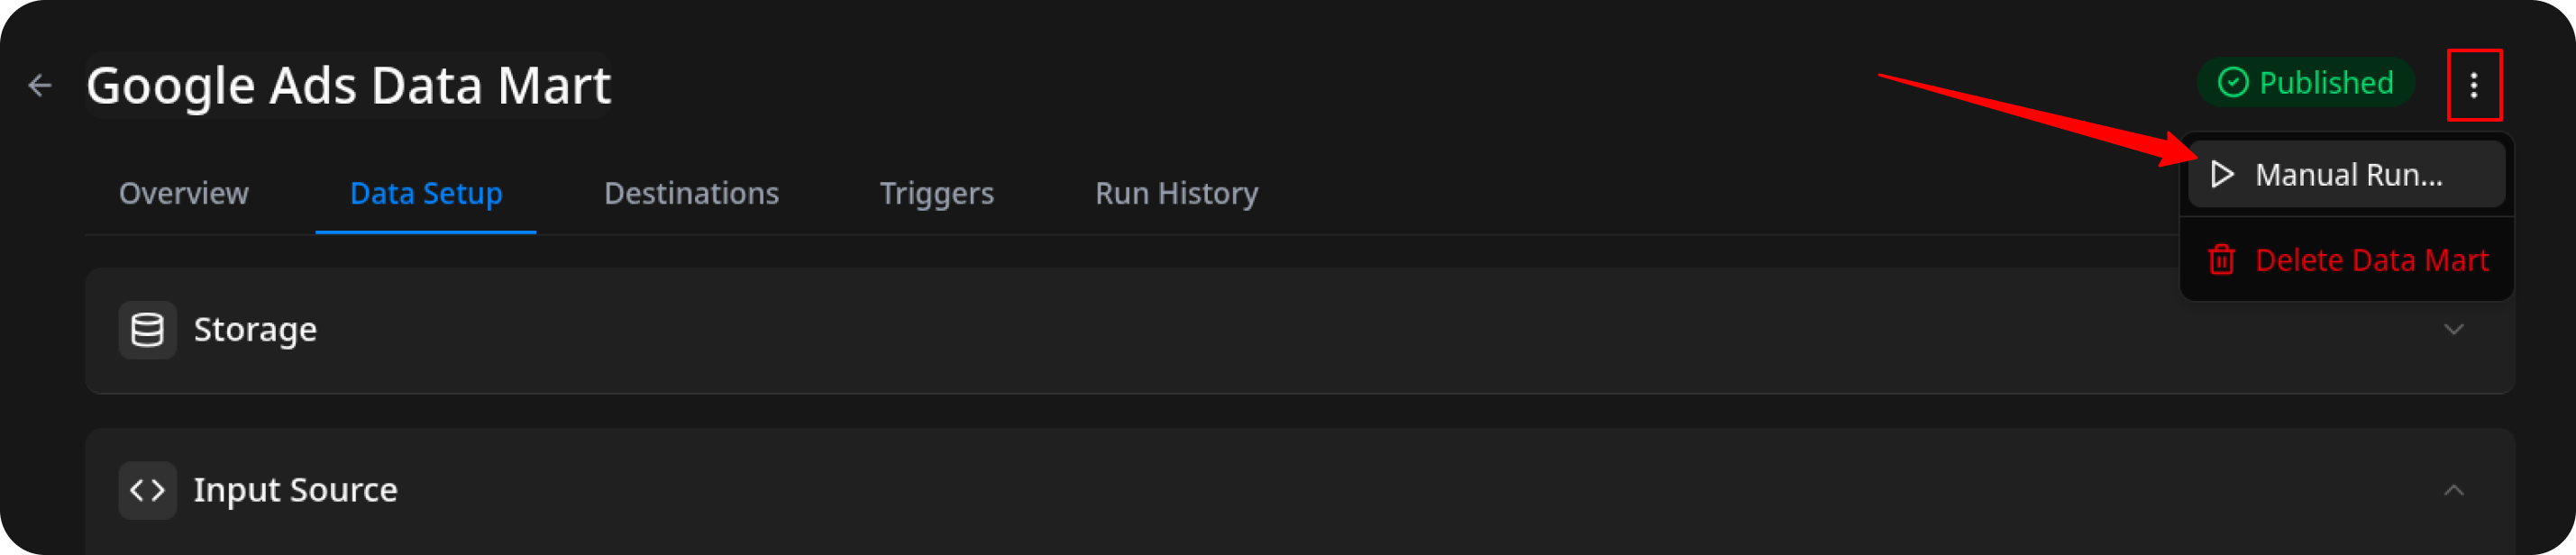 Google Ads Data Mart
Published
Overview Data Setup Destinations Triggers Run History
Manual Run...
Delete Data Mart
Storage
Input Source